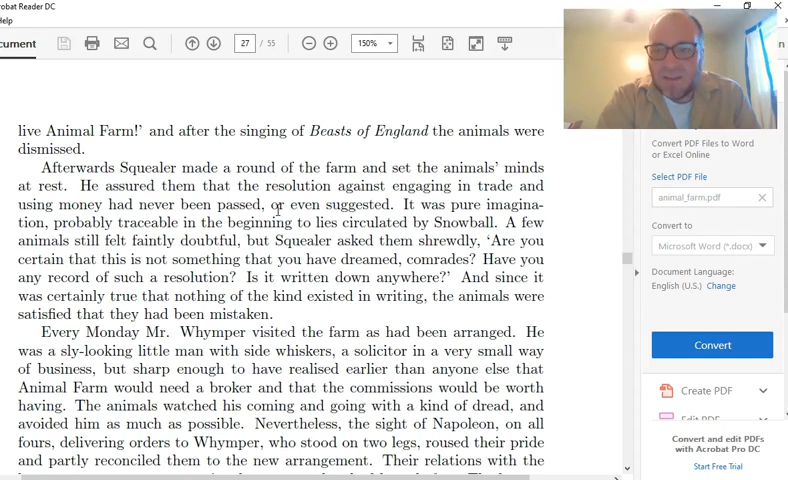 obat Reader DC
Help
ocument
27 / 55
150%
live Animal Farm!’ and after the singing of Beasts of England the animals were
dismissed.
Afterwards Squealer made a round of the farm and set the animals’ minds
at rest. He assured them that the resolution against engaging in trade and
using money had never been passed, or even suggested. It was pure imagina-
tion, probably traceable in the beginning to lies circulated by Snowball. A few
animals still felt faintly doubtful, but Squealer asked them shrewdly, ‘Are you
certain that this is not something that you have dreamed, comrades? Have you
any record of such a resolution? Is it written down anywhere?’ And since it
was certainly true that nothing of the kind existed in writing, the animals were
satisfied that they had been mistaken.
Every Monday Mr. Whymper visited the farm as had been arranged. He
was a sly-looking little man with side whiskers, a solicitor in a very small way
of business, but sharp enough to have realised earlier than anyone else that
Animal Farm would need a broker and that the commissions would be worth
having. The animals watched his coming and going with a kind of dread, and
avoided him as much as possible. Nevertheless, the sight of Napoleon, on all
fours, delivering orders to Whymper, who stood on two legs, roused their pride
and partly reconciled them to the new arrangement. Their relations with the
Convert PDF Files to Word
or Excel Online
Select PDF File
animal_farm.pdf
Convert to
Microsoft Word (*.docx)
Document Language:
English (U.S.) Change
Convert
Create PDF
Edit PDF
Convert and edit PDFs
with Acrobat Pro DC
Start Free Trial